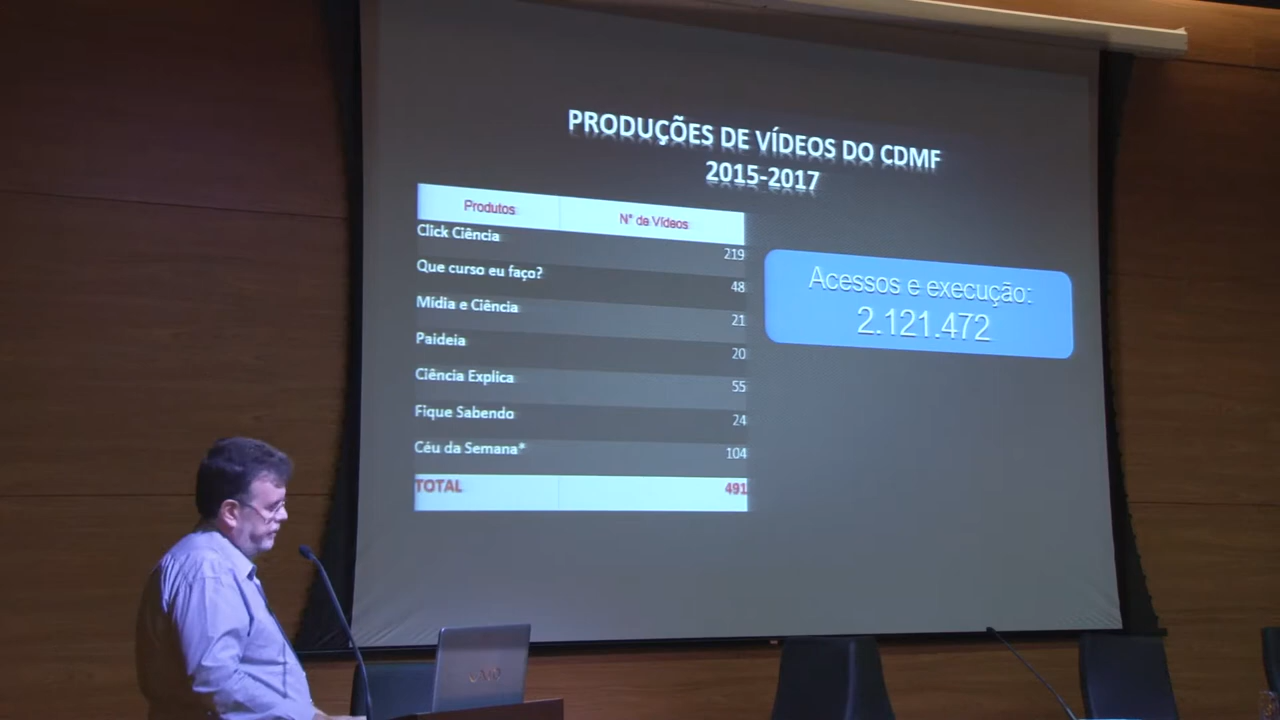 PRODUÇÕES DE VÍDEOS DO CDMF
2015-2017
Produtos N° de Vídeos
Click Ciência 219
Que curso eu faço? 48
Mídia e Ciência 21
Paideia 20
Ciência Explica 55
Fique Sabendo 24
Céu da Semana* 104
TOTAL 491
Acessos e execução:
2.121.472
VAIO